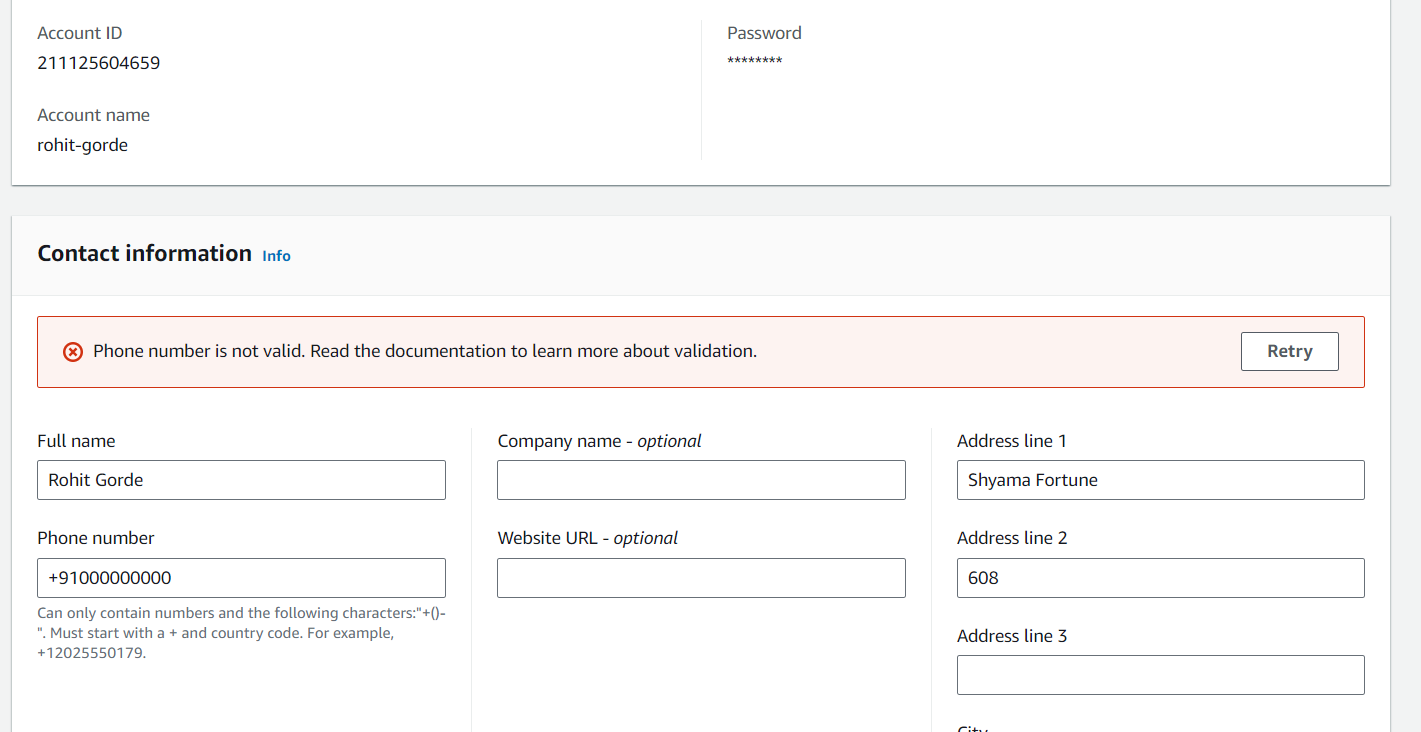 Account ID
211125604659
Account name
rohit-gorde
Password
********
Contact information Info
Phone number is not valid. Read the documentation to learn more about validation.
Retry
Full name
Rohit Gorde
Phone number
+91000000000
Can only contain numbers and the following characters:"+()-
". Must start with a + and country code. For example,
+12025550179.
Company name - optional
Website URL - optional
Address line 1
Shyama Fortune
Address line 2
608
Address line 3
City